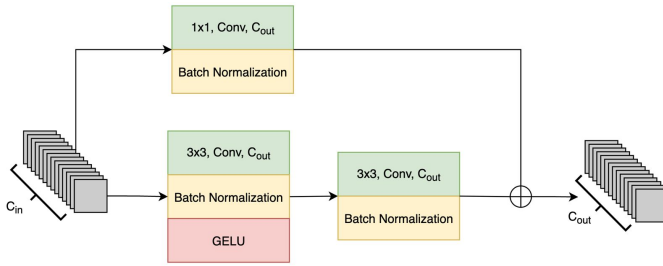 1x1, Conv, Cout
Batch Normalization
3x3, Conv, Cout
Batch Normalization
GELU
3x3, Conv, Cout
Batch Normalization
Cin
Cout